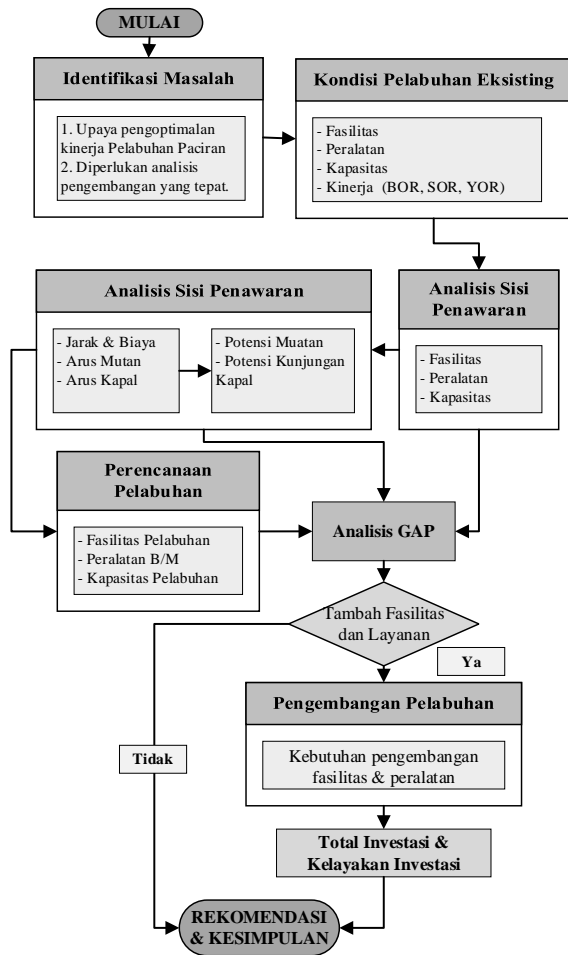 MULAI
Identifikasi Masalah
1. Upaya pengoptimalan
kinerja Pelabuhan Paciran
2. Diperlukan analisis
pengembangan yang tepat.
Kondisi Pelabuhan Eksisting
- Fasilitas
- Peralatan
- Kapasitas
- Kinerja (BOR, SOR, YOR)
Analisis Sisi
Penawaran
- Fasilitas
- Peralatan
- Kapasitas
Analisis Sisi Penawaran
- Jarak & Biaya
- Arus Mutan
- Arus Kapal
- Potensi Muatan
- Potensi Kunjungan
Kapal
Perencanaan
Pelabuhan
- Fasilitas Pelabuhan
- Peralatan B/M
- Kapasitas Pelabuhan
Analisis GAP
Tambah Fasilitas
dan Layanan
Ya
Tidak
Pengembangan Pelabuhan
Kebutuhan pengembangan
fasilitas & peralatan
Total Investasi &
Kelayakan Investasi
REKOMENDASI
& KESIMPULAN